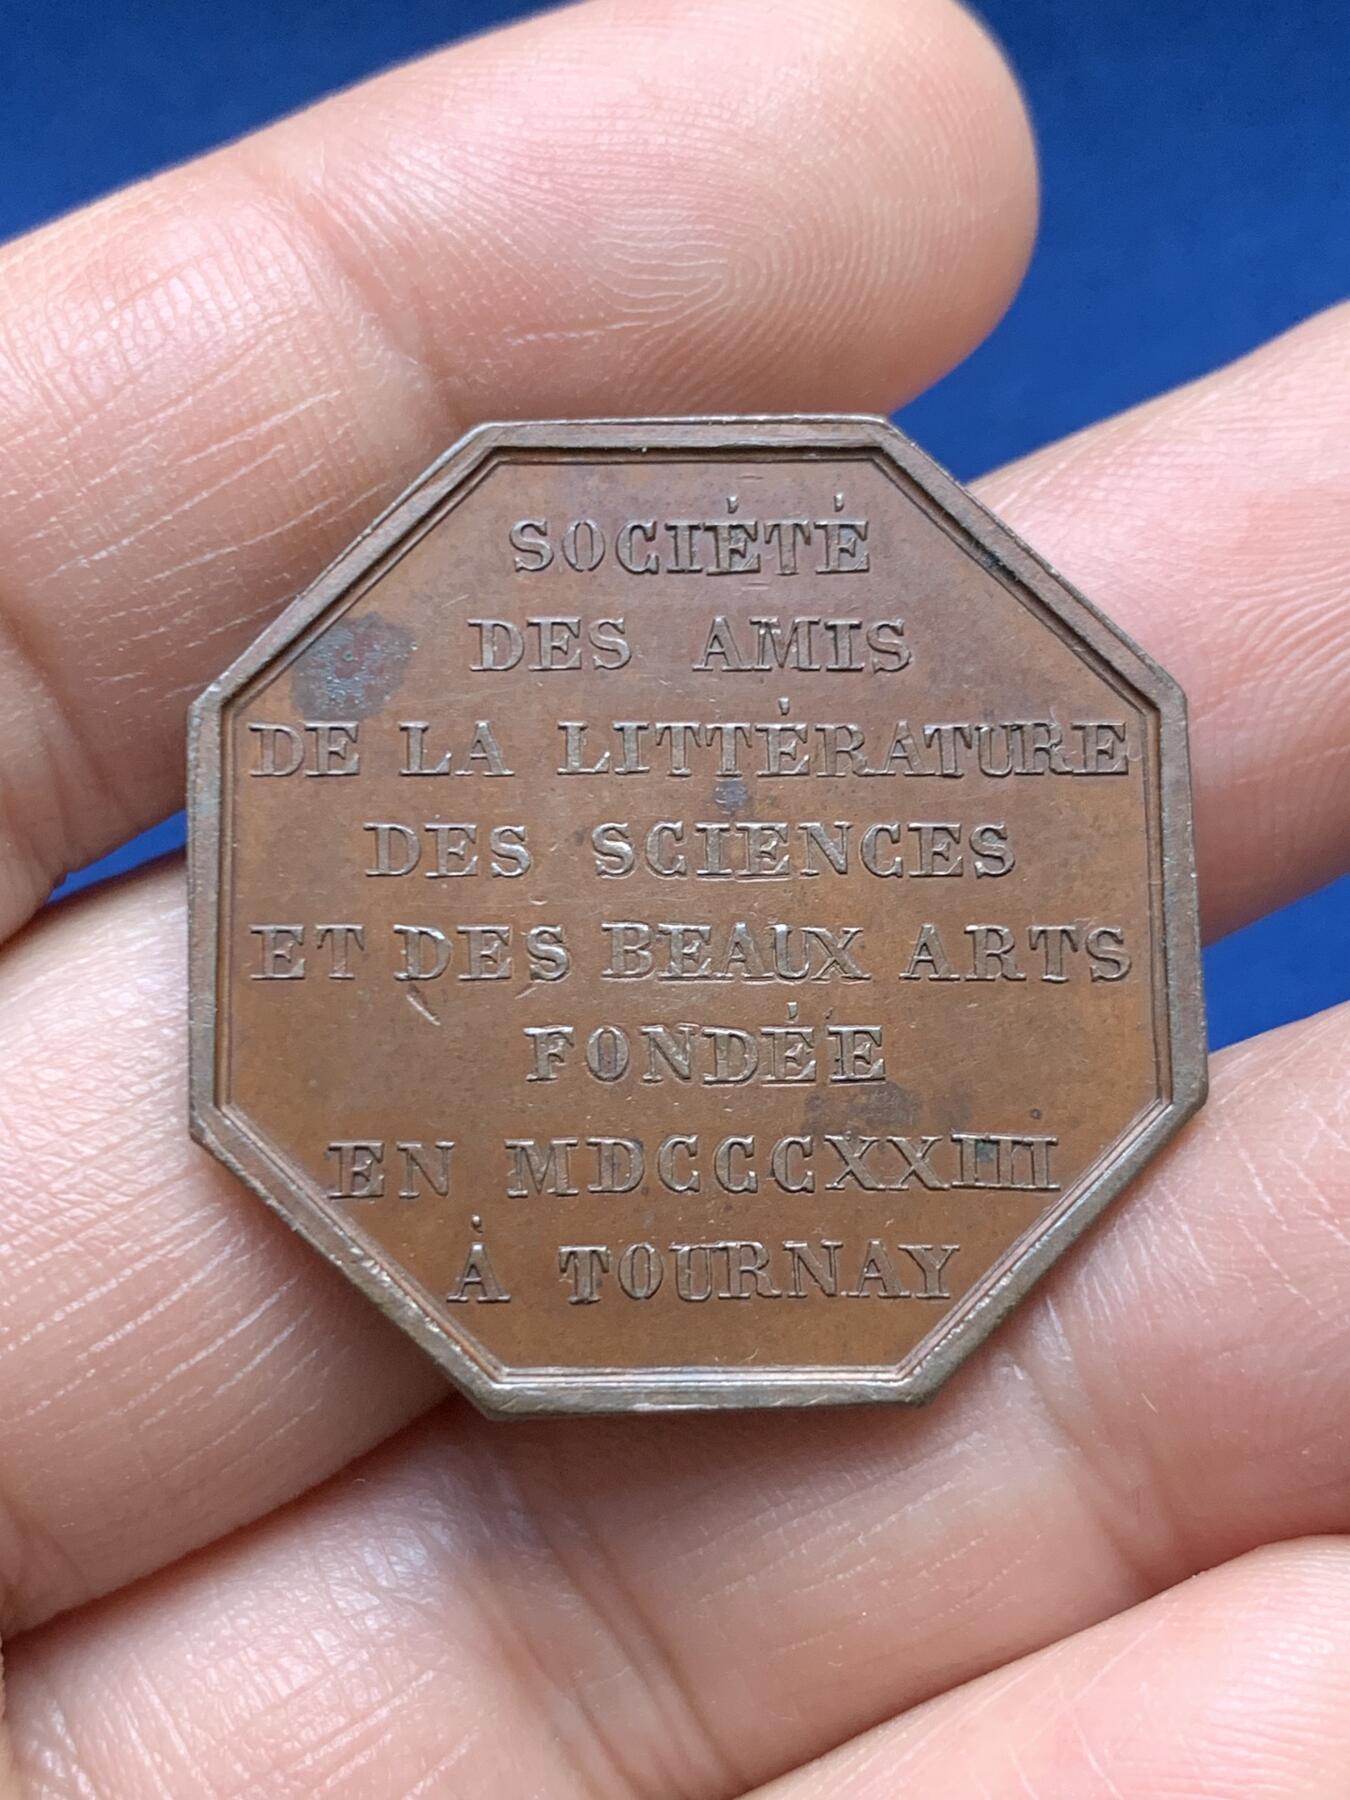 SOCIÉTÉ
DES AMIS
DE LA LITTÉRATURE
DES SCIENCES
ET DES BEAUX ARTS
FONDÉE
EN MDCCCXXIII
À TOURNAY